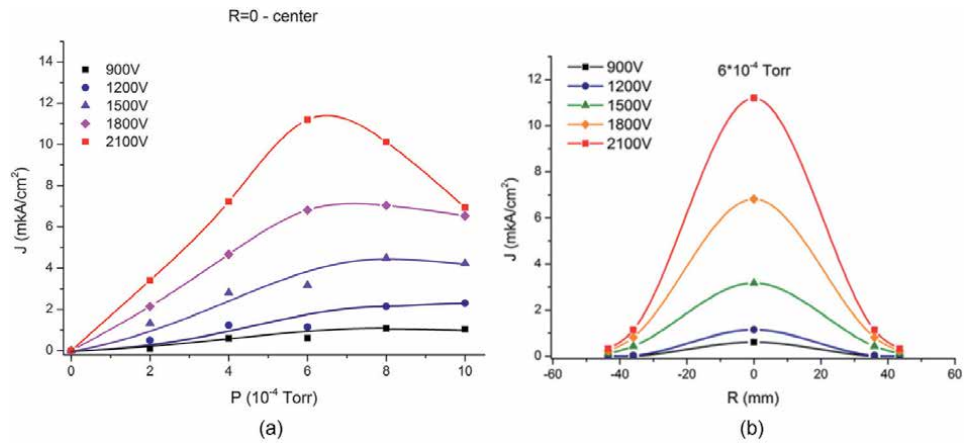 R=0 - center
14
12
10
8
6
4
2
0
J (mkA/cm²)
900V
1200V
1500V
1800V
2100V
0 2 4 6 8 10
P (10⁻⁴ Torr)
(a)
12
10
8
6
4
2
0
J (mkA/cm²)
900V
1200V
1500V
1800V
2100V
6*10⁻⁴ Torr
-60 -40 -20 0 20 40 60
R (mm)
(b)